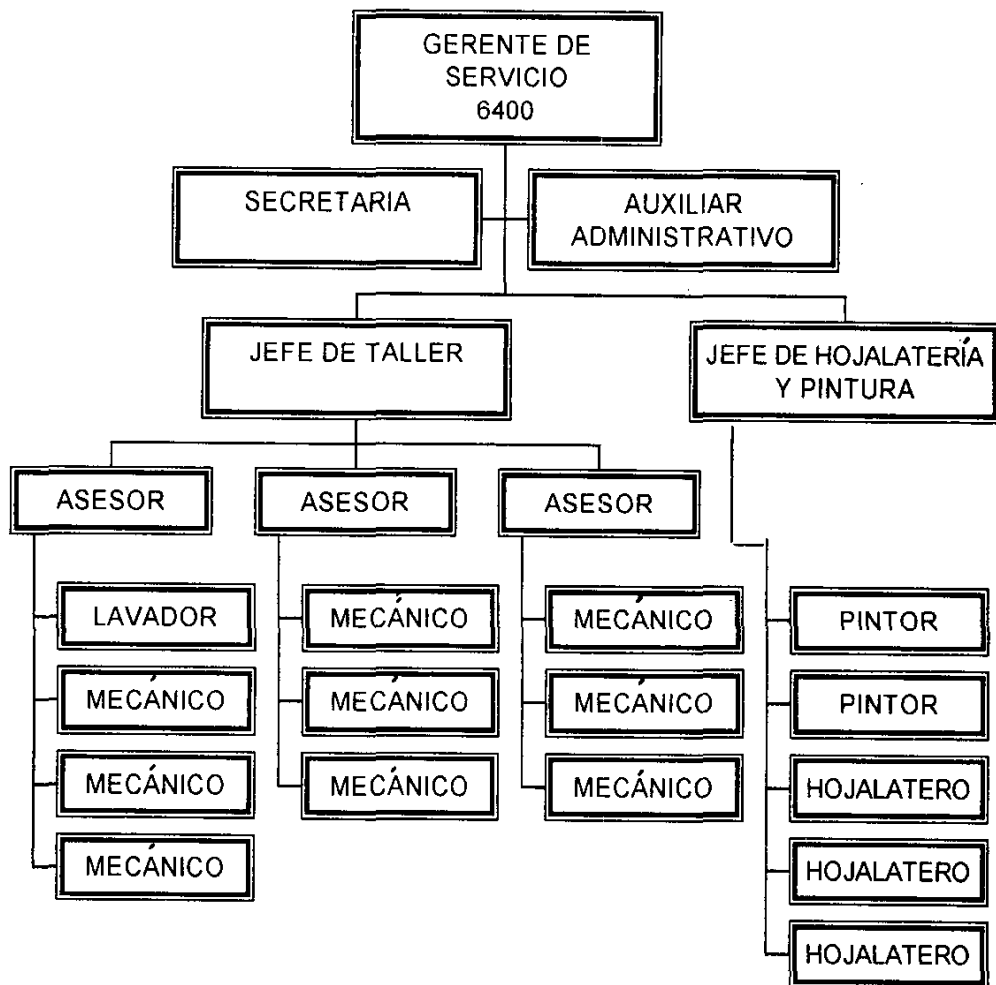 GERENTE DE
SERVICIO
6400
SECRETARIA
AUXILIAR
ADMINISTRATIVO
JEFE DE TALLER
JEFE DE HOJALATERÍA
Y PINTURA
ASESOR
ASESOR
ASESOR
LAVADOR
MECÁNICO
MECÁNICO
MECÁNICO
MECÁNICO
MECÁNICO
MECÁNICO
MECÁNICO
MECÁNICO
MECÁNICO
PINTOR
PINTOR
HOJALATERO
HOJALATERO
HOJALATERO